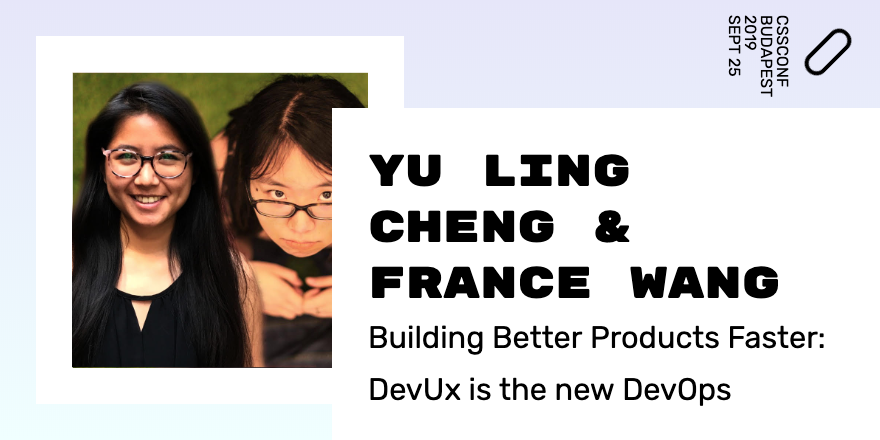 CSSCONF
BUDAPEST
2019
SEPT 25
YU LING
CHENG &
FRANCE WANG
Building Better Products Faster:
DevUx is the new DevOps